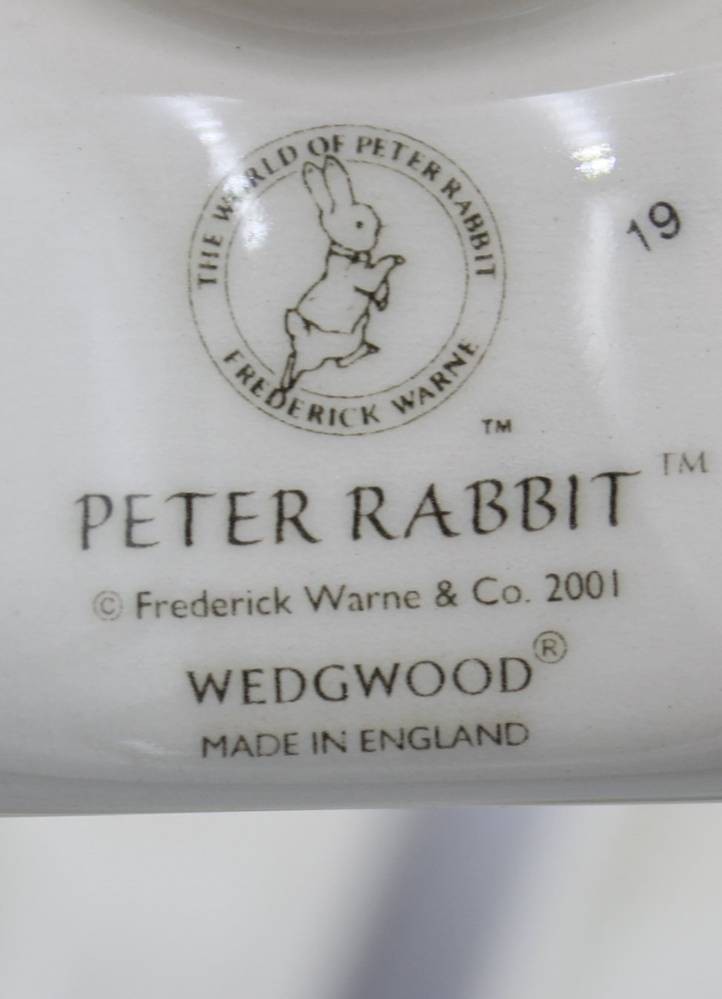 THE WORLD OF PETER RABBIT
FREDERICK WARNE
™
19
PETER RABBIT ™
© Frederick Warne & Co. 2001
WEDGWOOD®
MADE IN ENGLAND